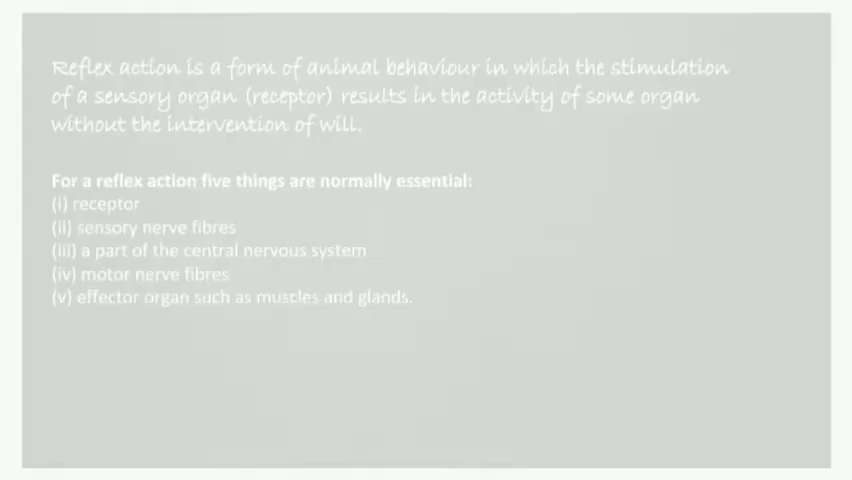 Reflex action is a form of animal behaviour in which the stimulation
of a sensory organ (receptor) results in the activity of some organ
without the intervention of will.
For a reflex action five things are normally essential:
(i) receptor
(ii) sensory nerve fibres
(iii) a part of the central nervous system
(iv) motor nerve fibres
(v) effector organ such as muscles and glands.